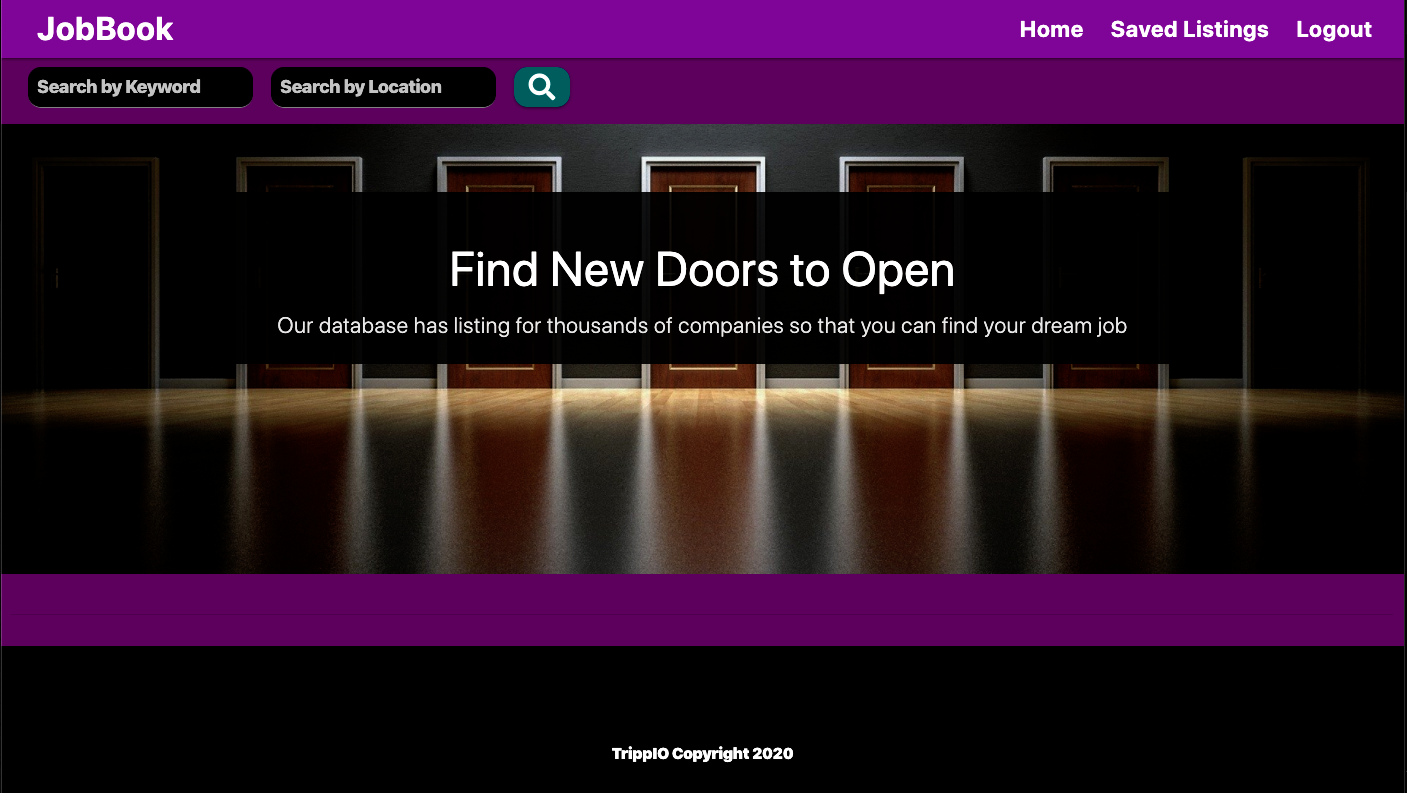 JobBook
Home Saved Listings Logout
Search by Keyword Search by Location
Find New Doors to Open
Our database has listing for thousands of companies so that you can find your dream job
TrippIO Copyright 2020